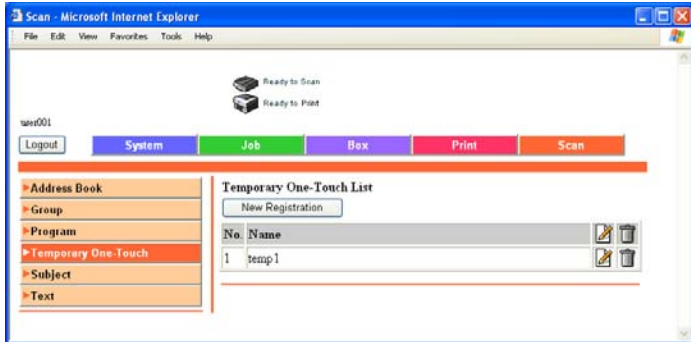 Scan - Microsoft Internet Explorer
File Edit View Favorites Tools Help
Ready to Scan
Ready to Print
user001
Logout System Job Box Print Scan
Address Book
Group
Program
Temporary One-Touch
Subject
Text
Temporary One-Touch List
New Registration
No. Name
1 temp1